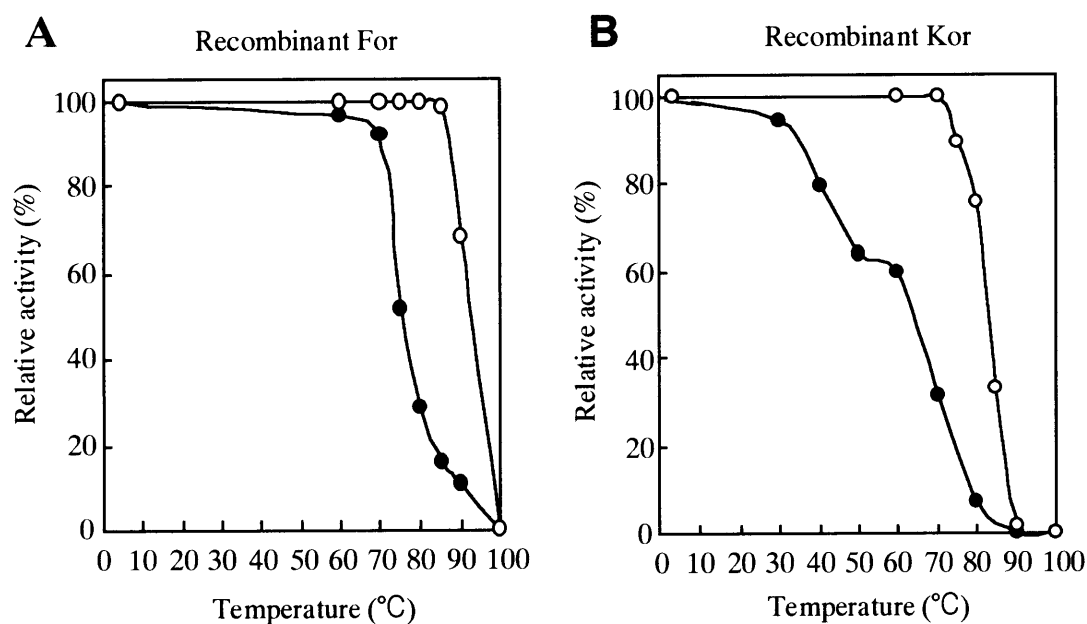 A
Recombinant For
Relative activity (%)
100
80
60
40
20
0
0 10 20 30 40 50 60 70 80 90 100
Temperature (°C)
B
Recombinant Kor
Relative activity (%)
100
80
60
40
20
0
0 10 20 30 40 50 60 70 80 90 100
Temperature (°C)